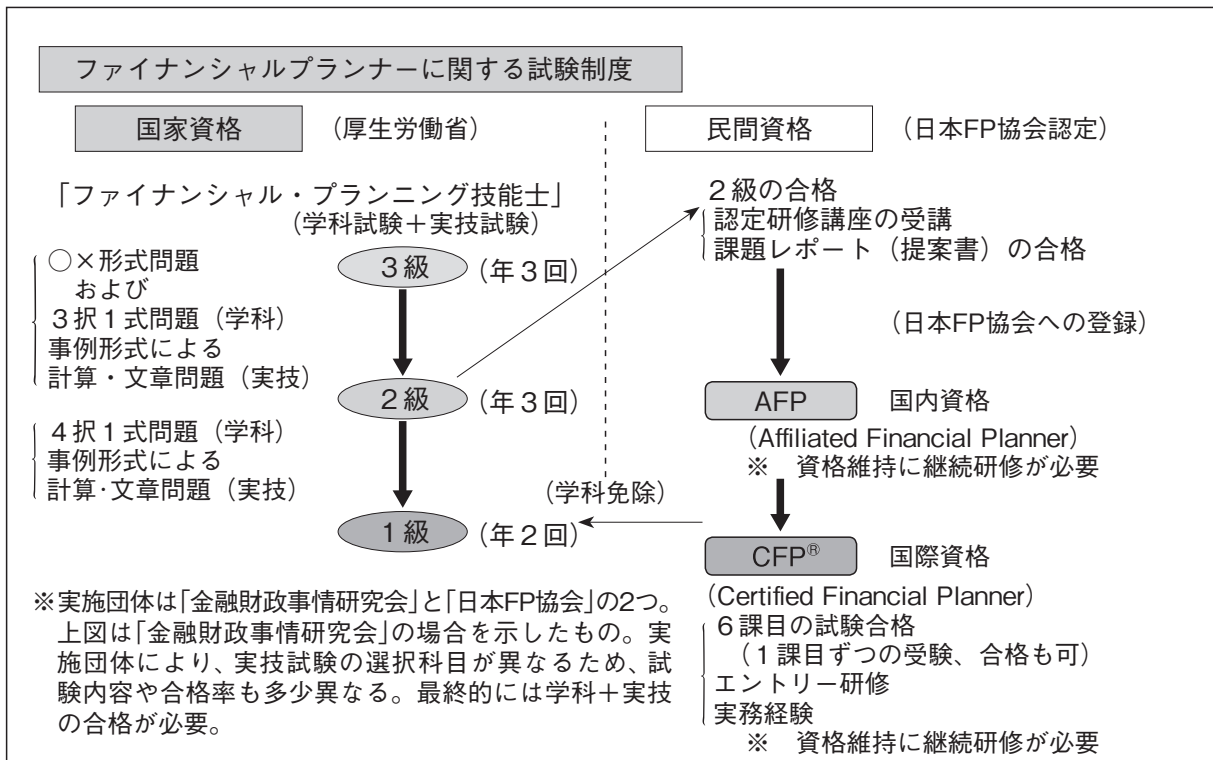 ファイナンシャルプランナーに関する試験制度
国家資格 （厚生労働省）
「ファイナンシャル・プランニング技能士」
（学科試験＋実技試験）
○×形式問題
および
３択１式問題（学科）
事例形式による
計算・文章問題（実技）
３級 （年３回）
２級 （年３回）
４択１式問題（学科）
事例形式による
計算･文章問題（実技）
１級 （年２回）
（学科免除）
※実施団体は｢金融財政事情研究会｣と｢日本FP協会｣の2つ。
上図は｢金融財政事情研究会｣の場合を示したもの。実
施団体により、実技試験の選択科目が異なるため、試
験内容や合格率も多少異なる。最終的には学科＋実技
の合格が必要。
民間資格 （日本FP協会認定）
２級の合格
認定研修講座の受講
課題レポート（提案書）の合格
（日本FP協会への登録）
AFP 国内資格
（Affiliated Financial Planner）
※ 資格維持に継続研修が必要
CFP® 国際資格
（Certified Financial Planner）
６課目の試験合格
（１課目ずつの受験、合格も可）
エントリー研修
実務経験
※ 資格維持に継続研修が必要